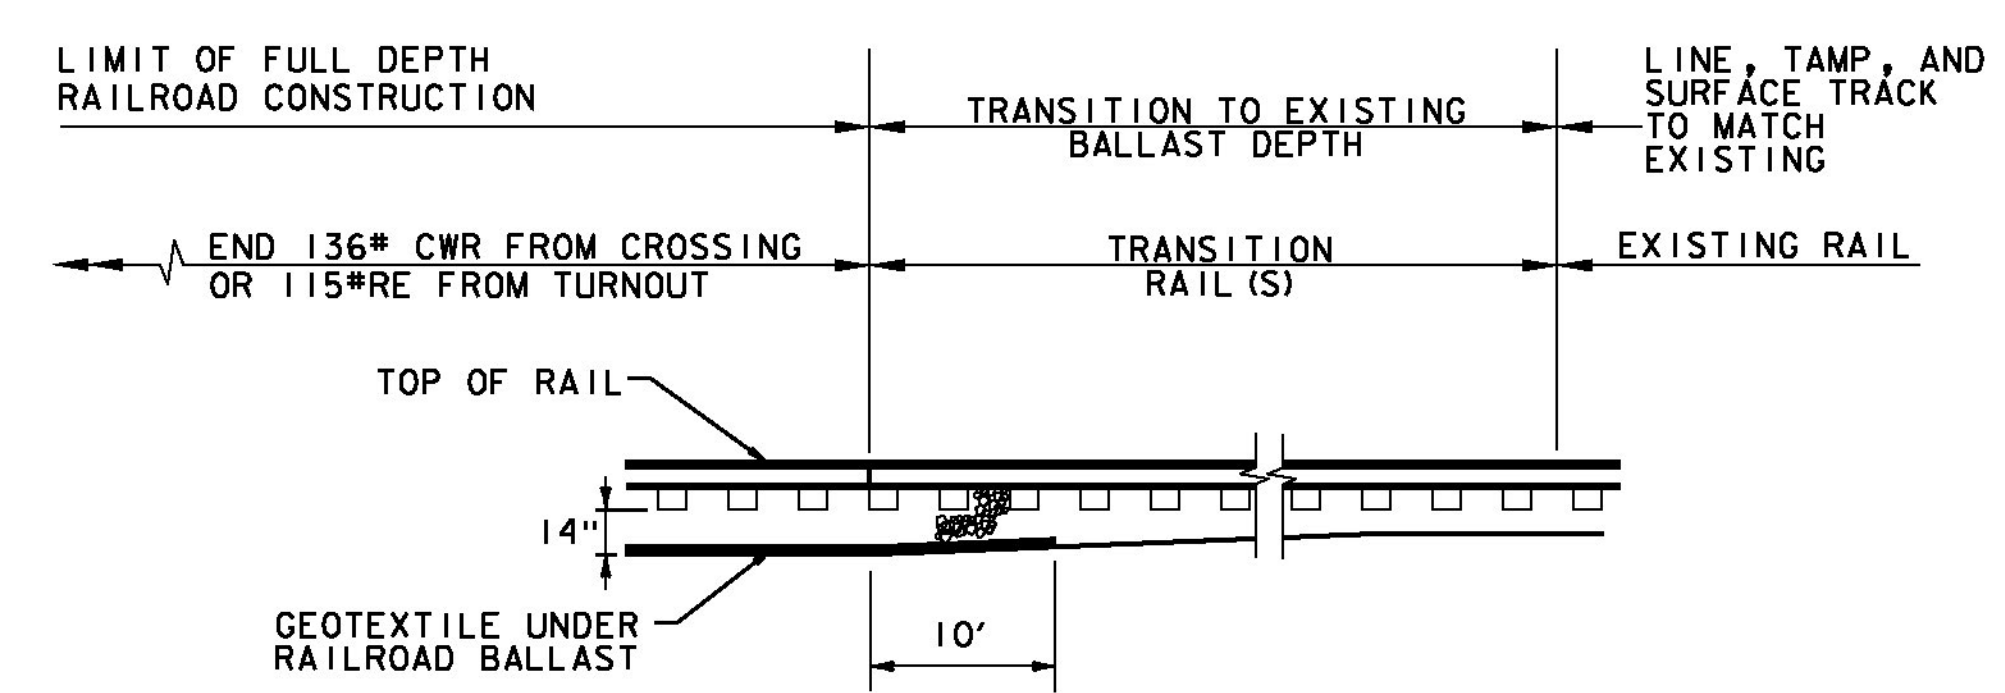 LIMIT OF FULL DEPTH
RAILROAD CONSTRUCTION
TRANSITION TO EXISTING
BALLAST DEPTH
LINE, TAMP, AND
SURFACE TRACK
TO MATCH
EXISTING
END 136# CWR FROM CROSSING
OR 115#RE FROM TURNOUT
TRANSITION
RAIL(S)
EXISTING RAIL
TOP OF RAIL
14"
GEOTEXTILE UNDER
RAILROAD BALLAST
10'